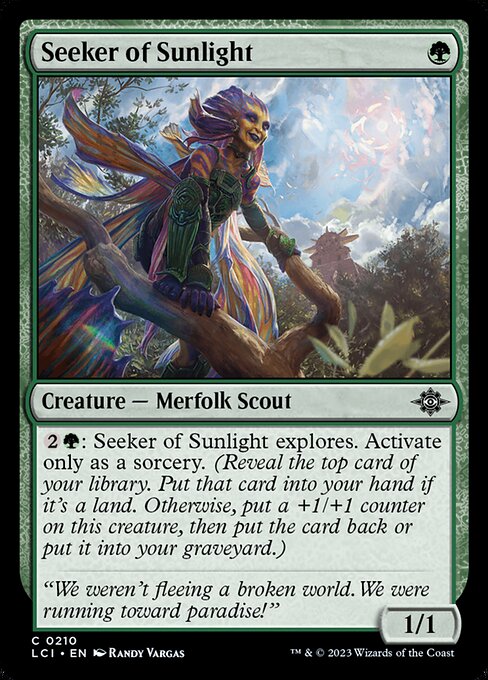 Seeker of Sunlight
Creature — Merfolk Scout
2: Seeker of Sunlight explores. Activate
only as a sorcery. (Reveal the top card of
your library. Put that card into your hand if
it's a land. Otherwise, put a +1/+1 counter
on this creature, then put the card back or
put it into your graveyard.)
“We weren't fleeing a broken world. We were
running toward paradise!”
1/1
C 0210
LCI • EN RANDY VARGAS
™ & © 2023 Wizards of the Coast